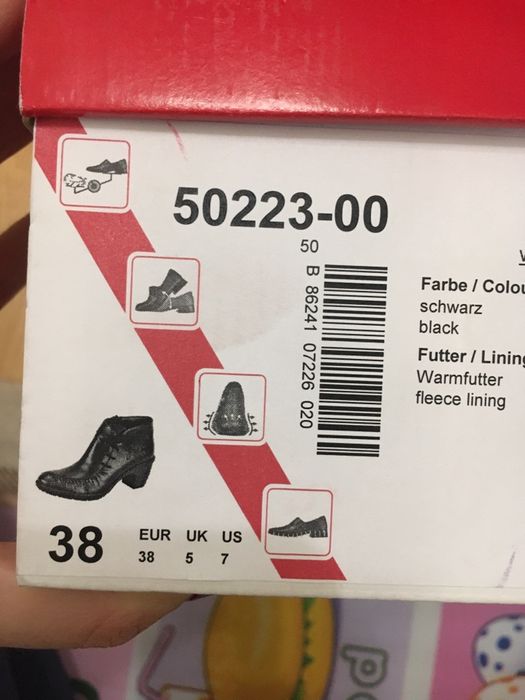 50223-00
50
B 86241 07226 020
Farbe / Colou
schwarz
black
Futter / Lining
Warmfutter
fleece lining
38
EUR UK US
38 5 7